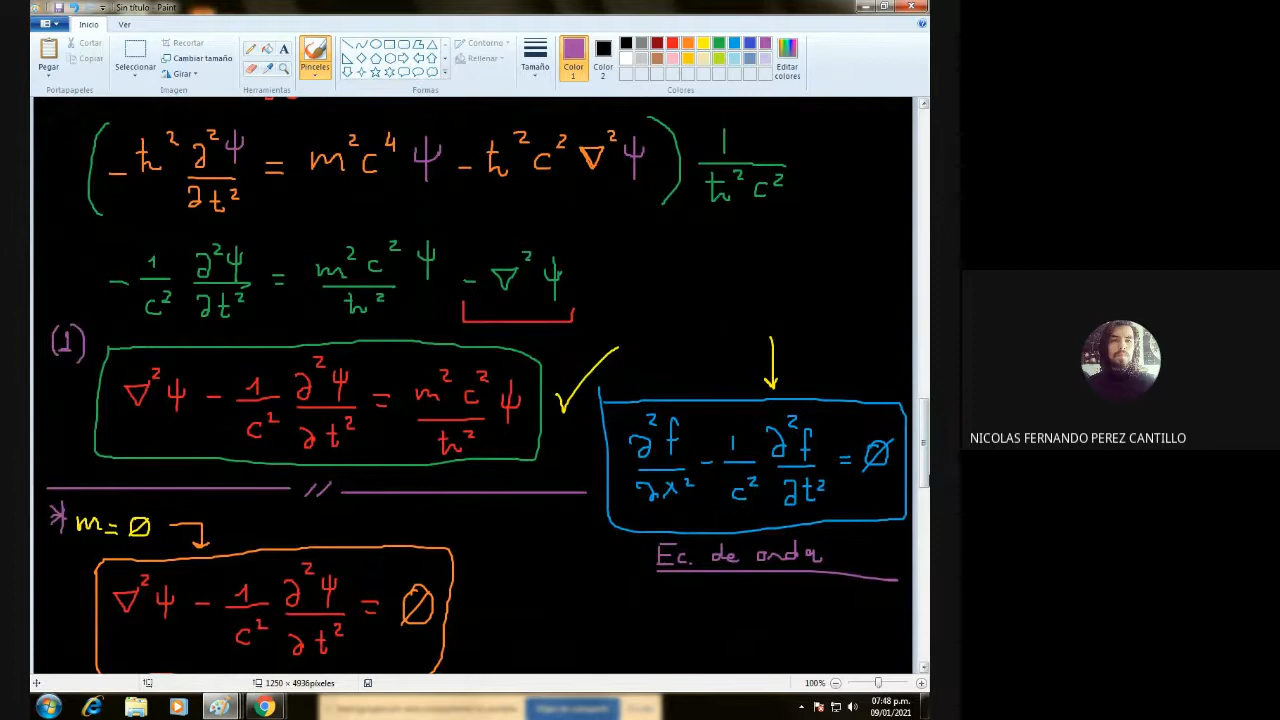 Sin título - Paint
Inicio Ver
Pegar
Cortar
Copiar
Seleccionar
Recortar
Cambiar tamaño
Girar
Pinceles
Contorno
Rellenar
Tamaño
Color 1
Color 2
Editar colores
Portapapeles Imagen Herramientas Formas Colores
( -ħ² ∂²Ψ/∂t² = m²c⁴ Ψ - ħ²c² ∇²Ψ ) 1/ħ²c²
- 1/c² ∂²Ψ/∂t² = m²c²/ħ² Ψ - ∇²Ψ
(1)
∇²Ψ - 1/c² ∂²Ψ/∂t² = m²c²/ħ² Ψ ✓
∂²f/∂x² - 1/c² ∂²f/∂t² = ∅
//
Ec. de onda
* m = ∅
∇²Ψ - 1/c² ∂²Ψ/∂t² = ∅
NICOLAS FERNANDO PEREZ CANTILLO
1250 × 4936píxeles
100%
07:48 p.m.
09/01/2021